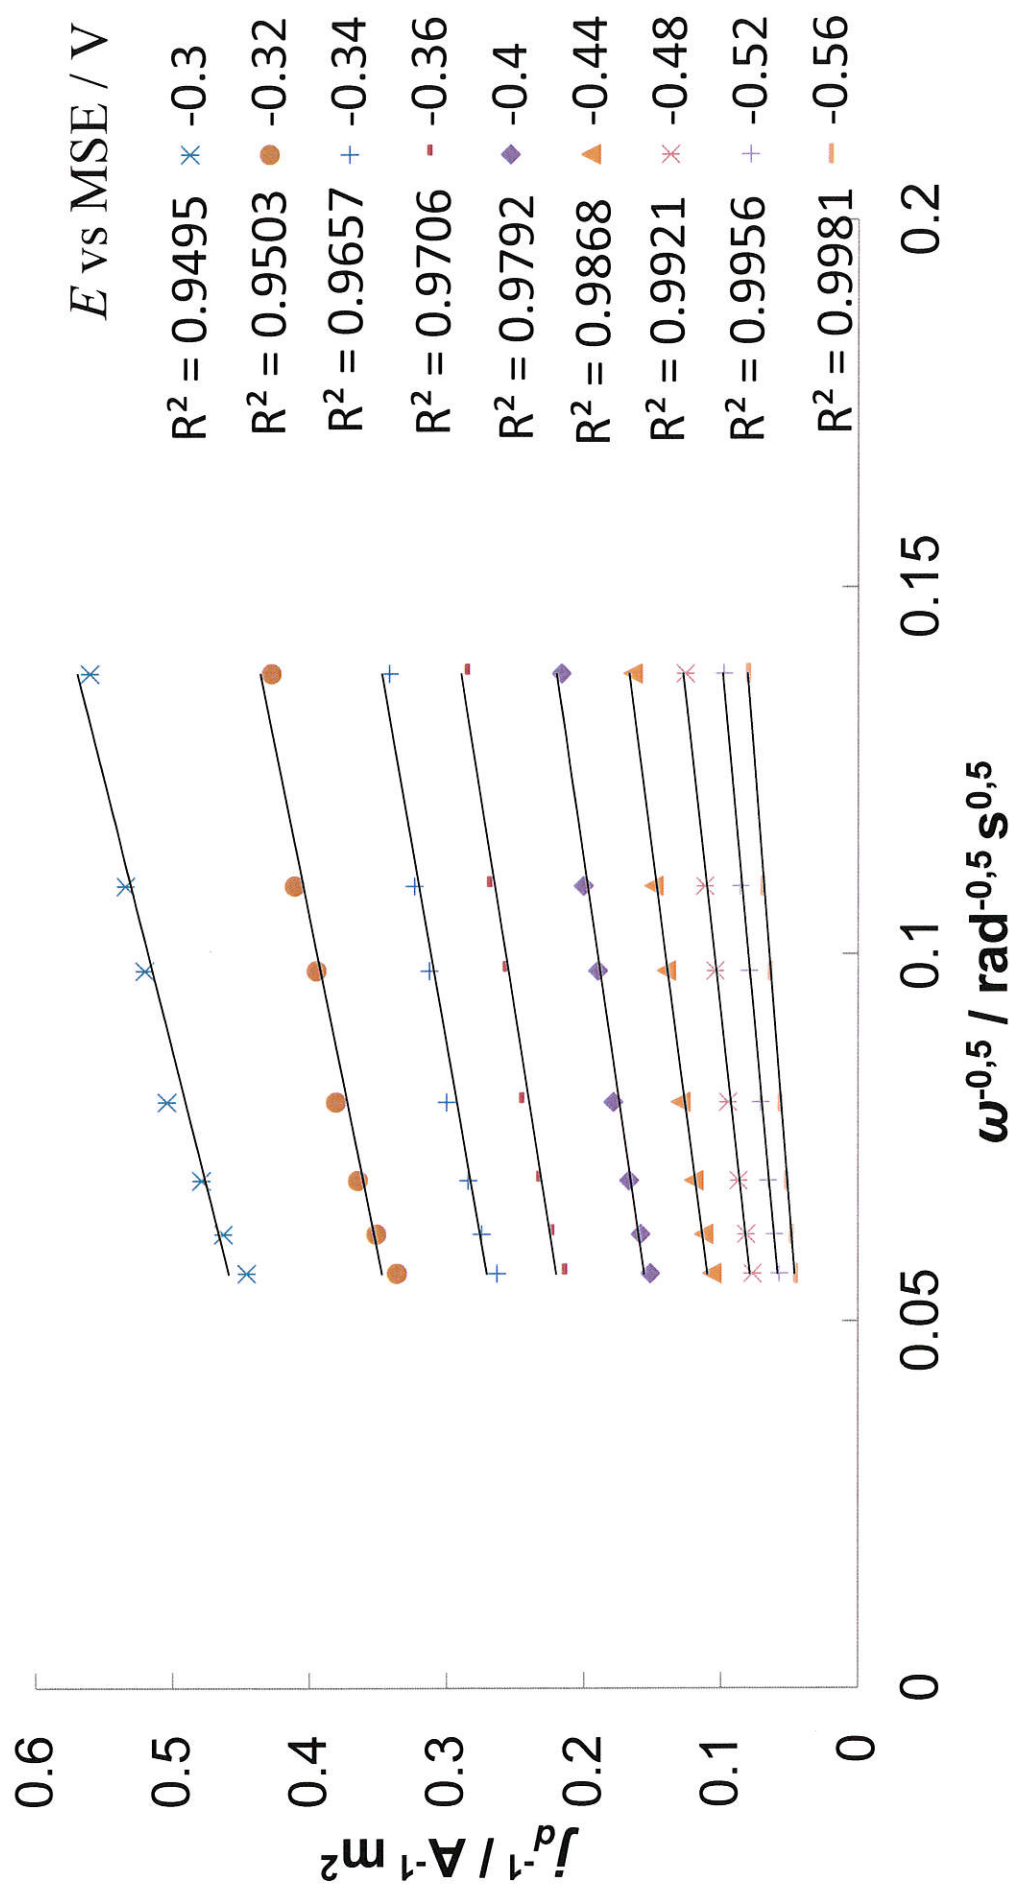 E vs MSE / V
R² = 0.9495 -0.3
R² = 0.9503 -0.32
R² = 0.9657 -0.34
R² = 0.9706 -0.36
R² = 0.9792 -0.4
R² = 0.9868 -0.44
R² = 0.9921 -0.48
R² = 0.9956 -0.52
R² = 0.9981 -0.56
0.6
0.5
0.4
0.3
0.2
0.1
0
j_d⁻¹ / A⁻¹ m²
0 0.05 0.1 0.15 0.2
ω⁻⁰,⁵ / rad⁻⁰,⁵ s⁰,⁵